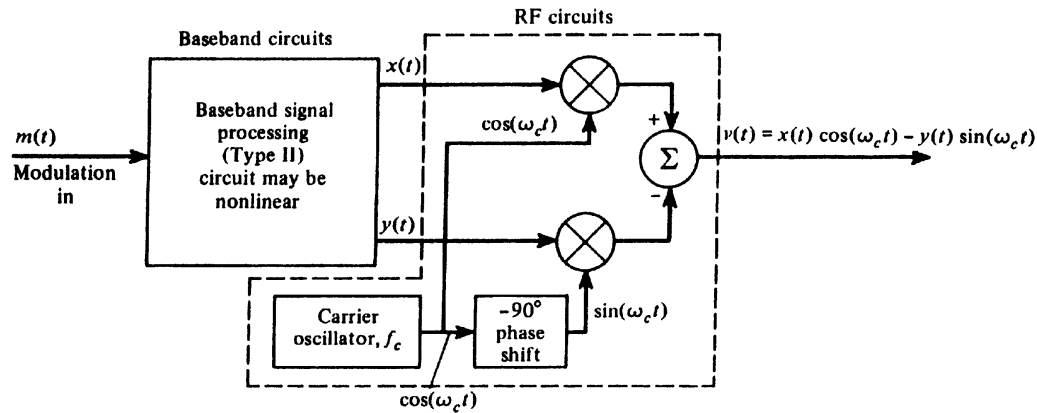 RF circuits
Baseband circuits
x(t)
Baseband signal
processing
(Type II)
circuit may be
nonlinear
m(t)
Modulation
in
cos(ω_c t)
+
Σ
-
v(t) = x(t) cos(ω_c t) − y(t) sin(ω_c t)
y(t)
Carrier
oscillator, f_c
−90°
phase
shift
sin(ω_c t)
cos(ω_c t)